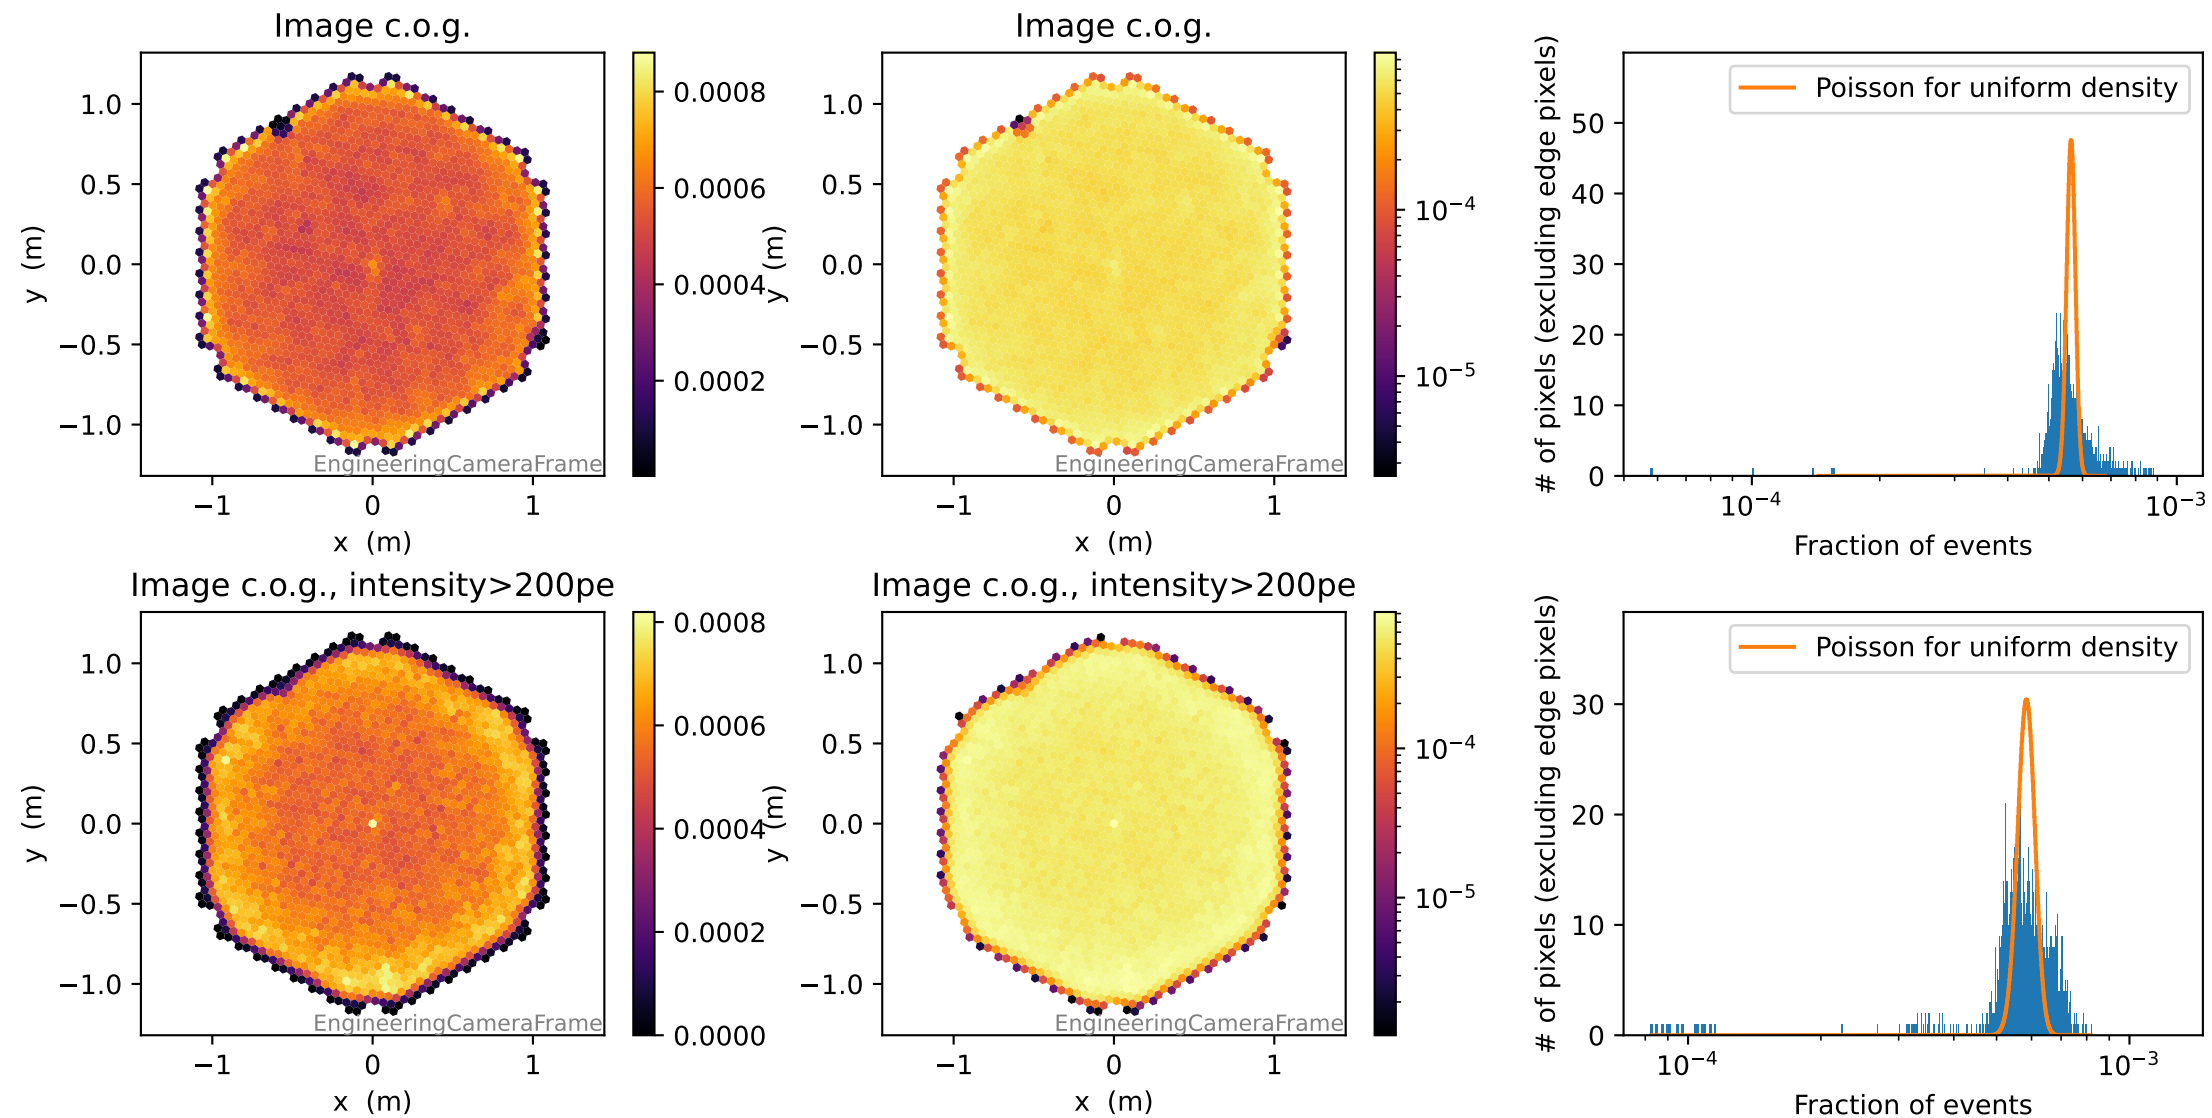 Image c.o.g.
1.0
0.5
0.0
−0.5
−1.0
y (m)
−1
0
1
x (m)
EngineeringCameraFrame
0.0008
0.0006
0.0004
0.0002
Image c.o.g.
1.0
0.5
0.0
−0.5
−1.0
y (m)
−1
0
1
x (m)
EngineeringCameraFrame
10⁻⁴
10⁻⁵
Poisson for uniform density
# of pixels (excluding edge pixels)
50
40
30
20
10
0
10⁻⁴
10⁻³
Fraction of events
Image c.o.g., intensity>200pe
1.0
0.5
0.0
−0.5
−1.0
y (m)
−1
0
1
x (m)
EngineeringCameraFrame
0.0008
0.0006
0.0004
0.0002
0.0000
Image c.o.g., intensity>200pe
1.0
0.5
0.0
−0.5
−1.0
y (m)
−1
0
1
x (m)
EngineeringCameraFrame
10⁻⁴
10⁻⁵
Poisson for uniform density
# of pixels (excluding edge pixels)
30
20
10
0
10⁻⁴
10⁻³
Fraction of events